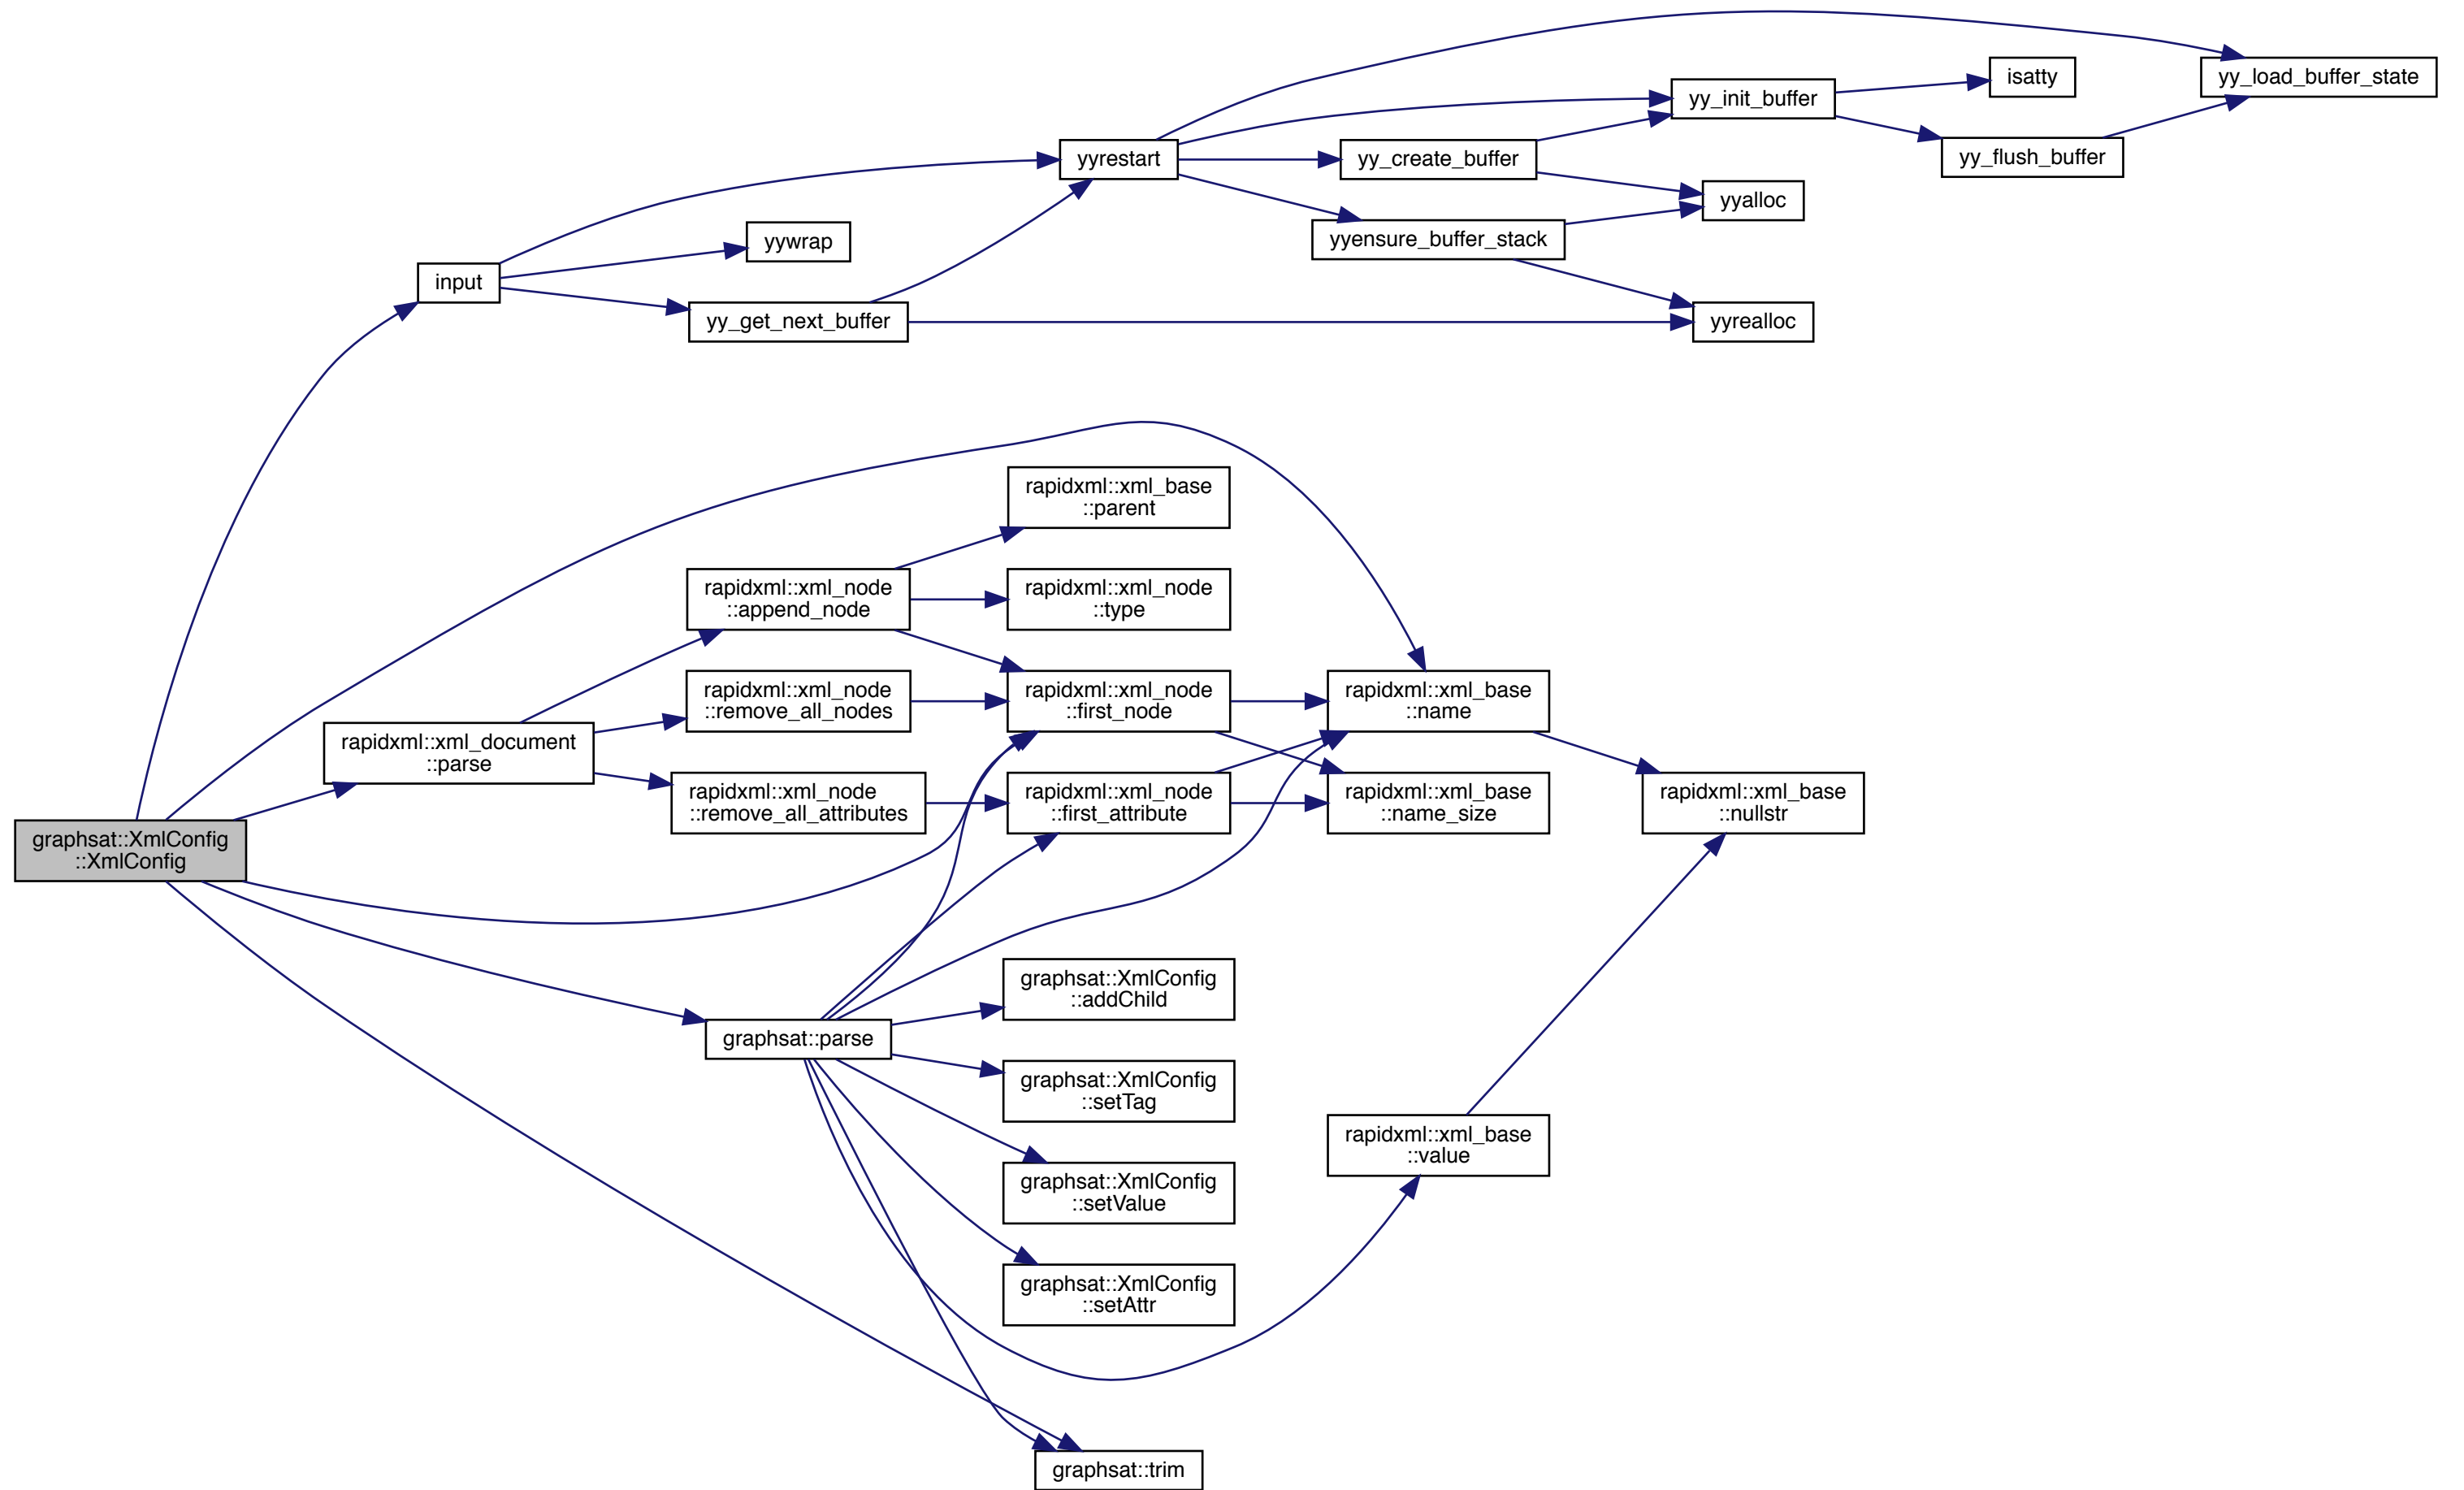 isatty
yy_load_buffer_state
yy_init_buffer
yyrestart
yy_create_buffer
yy_flush_buffer
yyalloc
yywrap
yyensure_buffer_stack
input
yy_get_next_buffer
yyrealloc
rapidxml::xml_base
::parent
rapidxml::xml_node
::append_node
rapidxml::xml_node
::type
rapidxml::xml_node
::remove_all_nodes
rapidxml::xml_node
::first_node
rapidxml::xml_base
::name
rapidxml::xml_document
::parse
rapidxml::xml_node
::remove_all_attributes
rapidxml::xml_node
::first_attribute
rapidxml::xml_base
::name_size
rapidxml::xml_base
::nullstr
graphsat::XmlConfig
::XmlConfig
graphsat::XmlConfig
::addChild
graphsat::parse
graphsat::XmlConfig
::setTag
rapidxml::xml_base
::value
graphsat::XmlConfig
::setValue
graphsat::XmlConfig
::setAttr
graphsat::trim